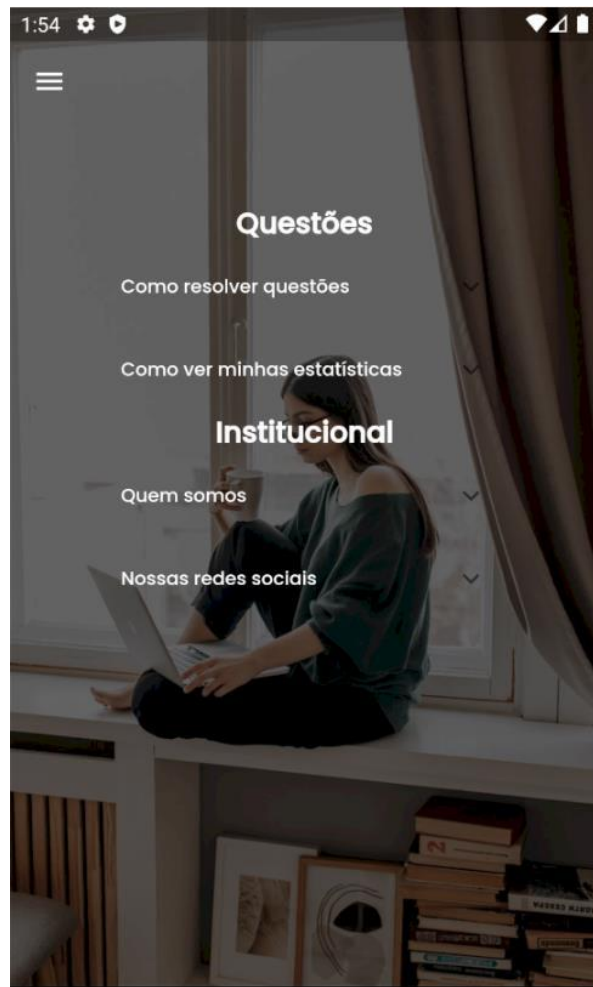 1:54
Questões
Como resolver questões
Como ver minhas estatísticas
Institucional
Quem somos
Nossas redes sociais